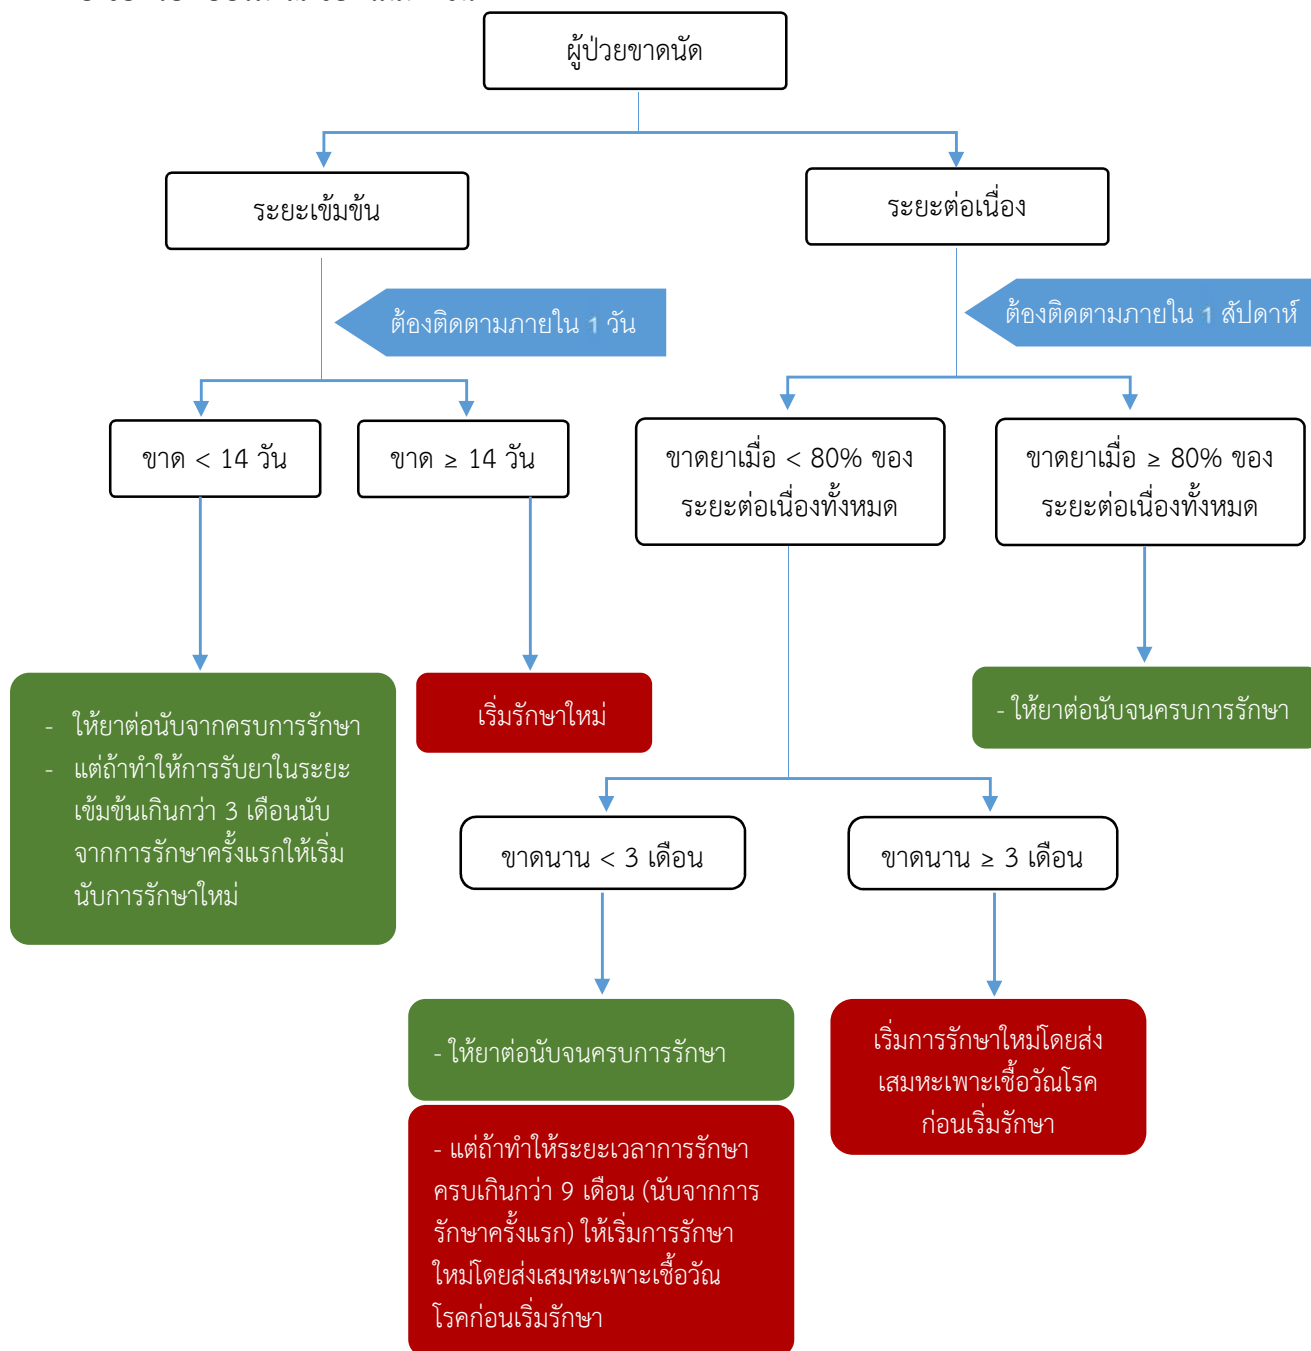 ผู้ป่วยขาดนัด
ระยะเข้มข้น
ระยะต่อเนื่อง
ต้องติดตามภายใน 1 วัน
ต้องติดตามภายใน 1 สัปดาห์
ขาด < 14 วัน
ขาด ≥ 14 วัน
ขาดยาเมื่อ < 80% ของ
ระยะต่อเนื่องทั้งหมด
ขาดยาเมื่อ ≥ 80% ของ
ระยะต่อเนื่องทั้งหมด
- ให้ยาต่อนับจากครบการรักษา
- แต่ถ้าทำให้การรับยาในระยะ
เข้มข้นเกินกว่า 3 เดือนนับ
จากการรักษาครั้งแรกให้เริ่ม
นับการรักษาใหม่
เริ่มรักษาใหม่
- ให้ยาต่อนับจนครบการรักษา
ขาดนาน < 3 เดือน
ขาดนาน ≥ 3 เดือน
- ให้ยาต่อนับจนครบการรักษา
- แต่ถ้าทำให้ระยะเวลาการรักษา
ครบเกินกว่า 9 เดือน (นับจากการ
รักษาครั้งแรก) ให้เริ่มการรักษา
ใหม่โดยส่งเสมหะเพาะเชื้อวัณ
โรคก่อนเริ่มรักษา
เริ่มการรักษาใหม่โดยส่ง
เสมหะเพาะเชื้อวัณโรค
ก่อนเริ่มรักษา